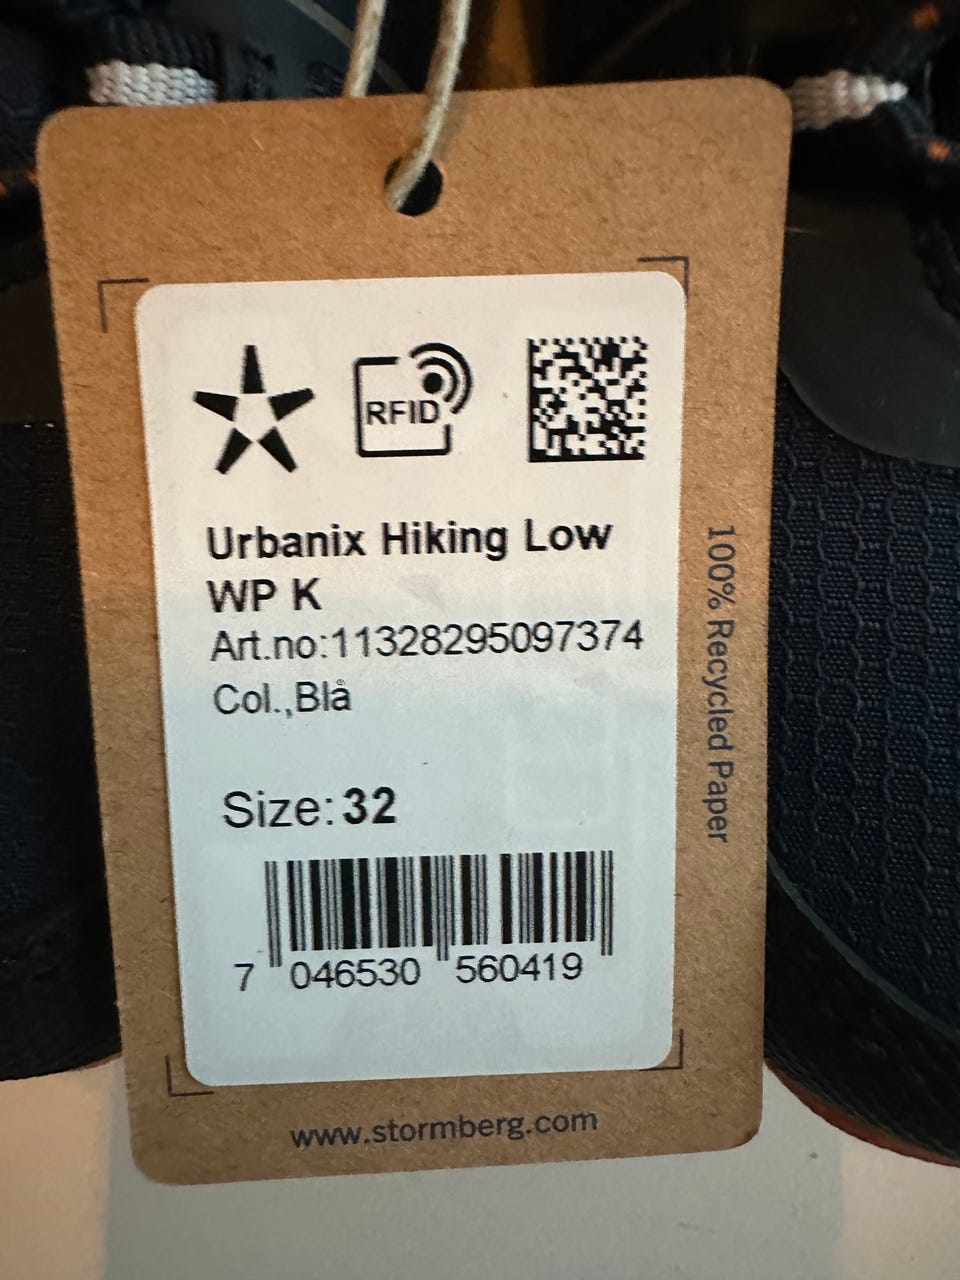 RFID
Urbanix Hiking Low
WP K
Art.no:11328295097374
Col.,Blå
Size:32
7 046530 560419
100% Recycled Paper
www.stormberg.com